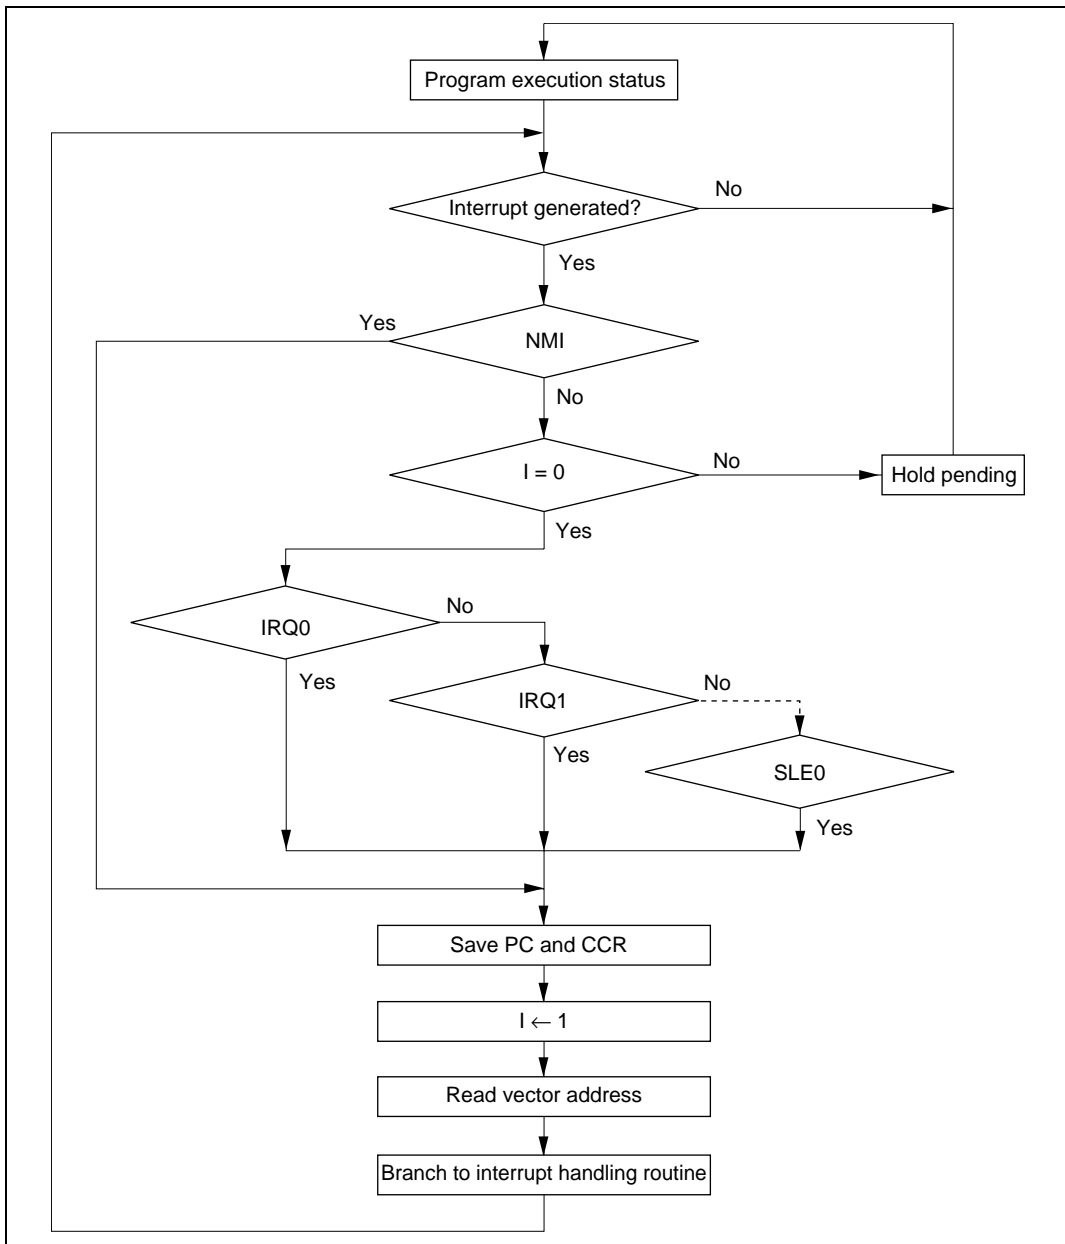 Program execution status
Interrupt generated?
No
Yes
Yes
NMI
No
I = 0
No
Hold pending
Yes
IRQ0
No
Yes
IRQ1
No
Yes
SLE0
Yes
Save PC and CCR
I ← 1
Read vector address
Branch to interrupt handling routine